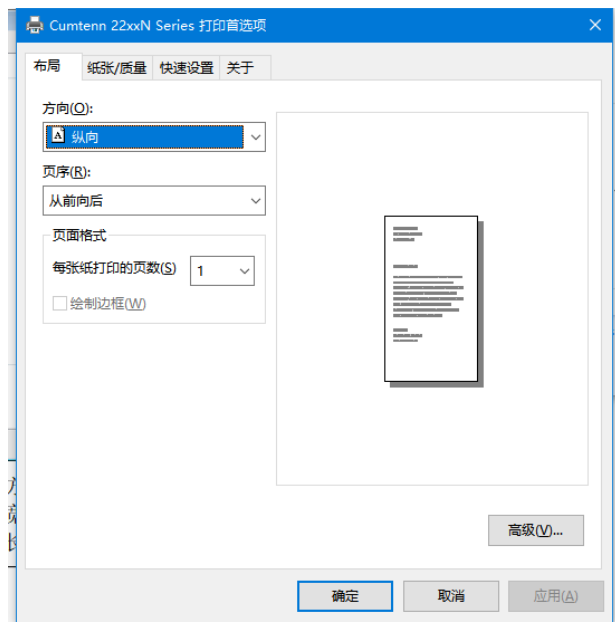 Cumtenn 22xxN Series 打印首选项
布局 纸张/质量 快速设置 关于
方向(O):
纵向
页序(R):
从前向后
页面格式
每张纸打印的页数(S) 1
绘制边框(W)
高级(V)...
确定 取消 应用(A)